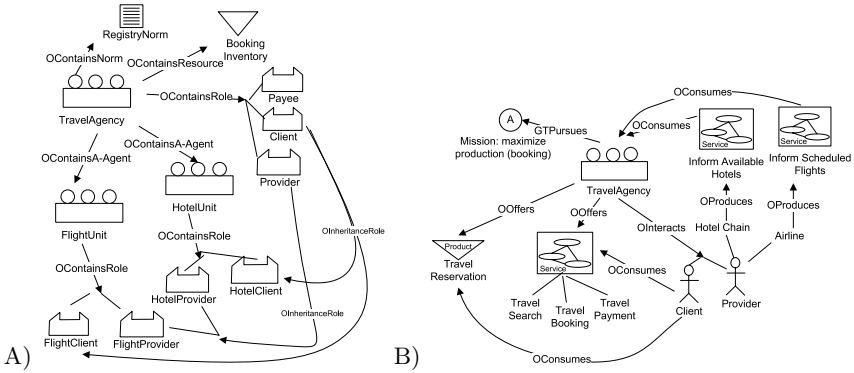 RegistryNorm
Booking
Inventory
OContainsNorm
OContainsResource
TravelAgency
OContainsRole
Payee
Client
Provider
OContainsA-Agent
OContainsA-Agent
FlightUnit
HotelUnit
OContainsRole
OContainsRole
OInheritanceRole
HotelProvider
HotelClient
OInheritanceRole
FlightClient
FlightProvider
A)
OConsumes
A
Mission: maximize
production (booking)
GTPursues
OConsumes
Service
Inform Available
Hotels
Service
Inform Scheduled
Flights
TravelAgency
OOffers
OOffers
OInteracts
OProduces
OProduces
Hotel Chain
Airline
Product
Travel
Reservation
Service
OConsumes
Travel
Search
Travel
Booking
Travel
Payment
Client
Provider
OConsumes
B)